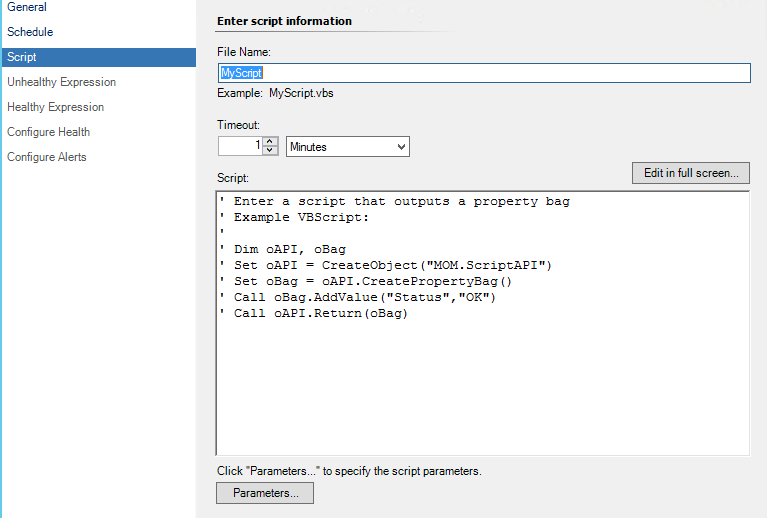 General
Schedule
Script
Unhealthy Expression
Healthy Expression
Configure Health
Configure Alerts
Enter script information
File Name:
MyScript
Example: MyScript.vbs
Timeout:
1 Minutes
Edit in full screen...
Script:
' Enter a script that outputs a property bag
' Example VBScript:
'
' Dim oAPI, oBag
' Set oAPI = CreateObject("MOM.ScriptAPI")
' Set oBag = oAPI.CreatePropertyBag()
' Call oBag.AddValue("Status","OK")
' Call oAPI.Return(oBag)
Click "Parameters..." to specify the script parameters.
Parameters...